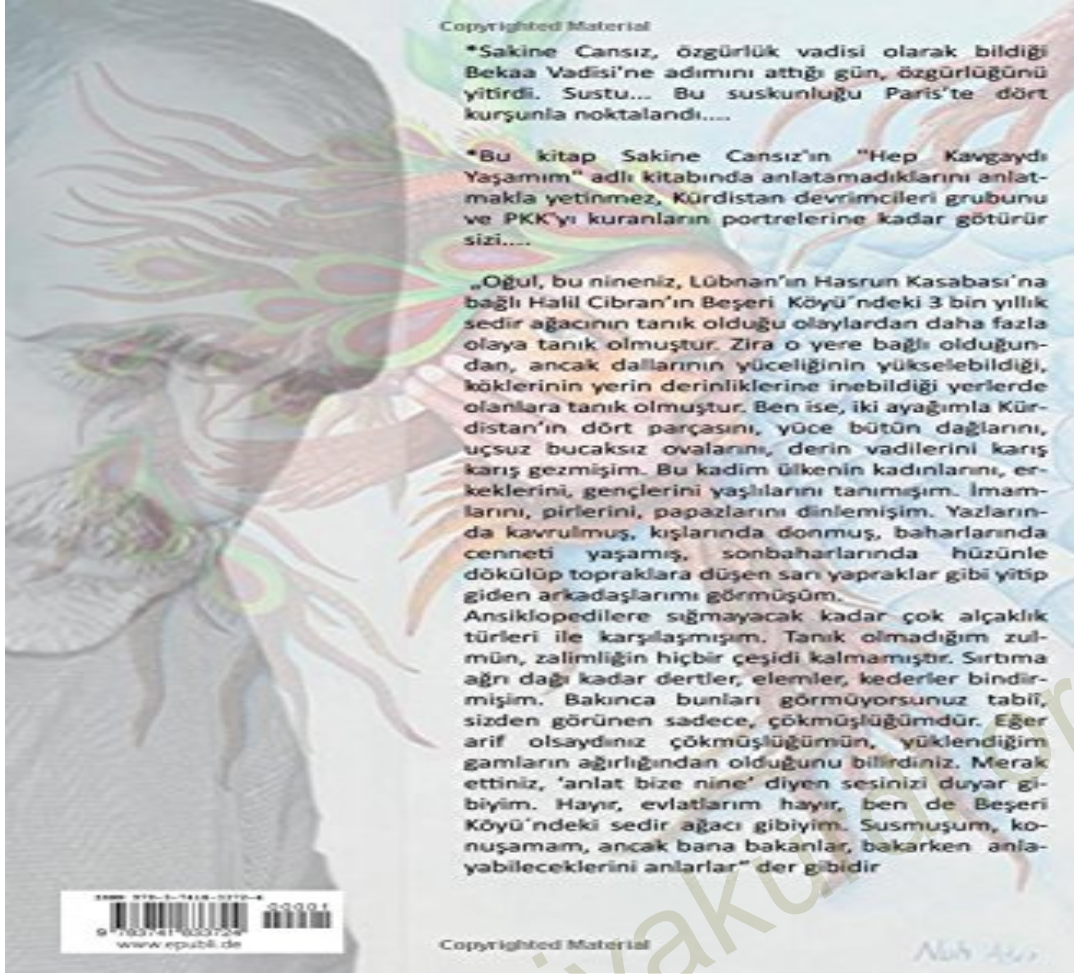 Copyrighted Material
*Sakine Cansız, özgürlük vadisi olarak bildiği
Bekaa Vadisi'ne adımını attığı gün, özgürlüğünü
yitirdi. Sustu... Bu suskunluğu Paris'te dört
kurşunla noktalandı....
*Bu kitap Sakine Cansız'ın "Hep Kavgaydı
Yaşamım" adlı kitabında anlatamadıklarını anlat-
makla yetinmez, Kürdistan devrimcileri grubunu
ve PKK'yı kuranların portrelerine kadar götürür
sizi....
„Oğul, bu nineniz, Lübnan'ın Hasrun Kasabası´na
bağlı Halil Cibran'ın Beşeri Köyü´ndeki 3 bin yıllık
sedir ağacının tanık olduğu olaylardan daha fazla
olaya tanık olmuştur. Zira o yere bağlı olduğun-
dan, ancak dallarının yüceliğinin yükselebildiği,
köklerinin yerin derinliklerine inebildiği yerlerde
olanlara tanık olmuştur. Ben ise, iki ayağımla Kür-
distan'ın dört parçasını, yüce bütün dağlarını,
uçsuz bucaksız ovalarını, derin vadilerini karış
karış gezmişim. Bu kadim ülkenin kadınlarını, er-
keklerini, gençlerini yaşlılarını tanımışım. İmam-
larını, pirlerini, papazlarını dinlemişim. Yazların-
da kavrulmuş, kışlarında donmuş, baharlarında
cenneti yaşamış, sonbaharlarında hüzünle
dökülüp topraklara düşen sarı yapraklar gibi yitip
giden arkadaşlarımı görmüşüm.
Ansiklopedilere sığmayacak kadar çok alçaklık
türleri ile karşılaşmışım. Tanık olmadığım zul-
mün, zalimliğin hiçbir çeşidi kalmamıştır. Sırtıma
ağrı dağı kadar dertler, elemler, kederler bindir-
mişim. Bakınca bunları görmüyorsunuz tabiî,
sizden görünen sadece, çökmüşlüğümdür. Eğer
arif olsaydınız çökmüşlüğümün, yüklendiğim
gamların ağırlığından olduğunu bilirdiniz. Merak
ettiniz, 'anlat bize nine' diyen sesinizi duyar gi-
biyim. Hayır, evlatlarım hayır, ben de Beşeri
Köyü´ndeki sedir ağacı gibiyim. Susmuşum, ko-
nuşamam, ancak bana bakanlar, bakarken anla-
yabileceklerini anlarlar" der gibidir
00001
www.epubli.de
Copyrighted Material